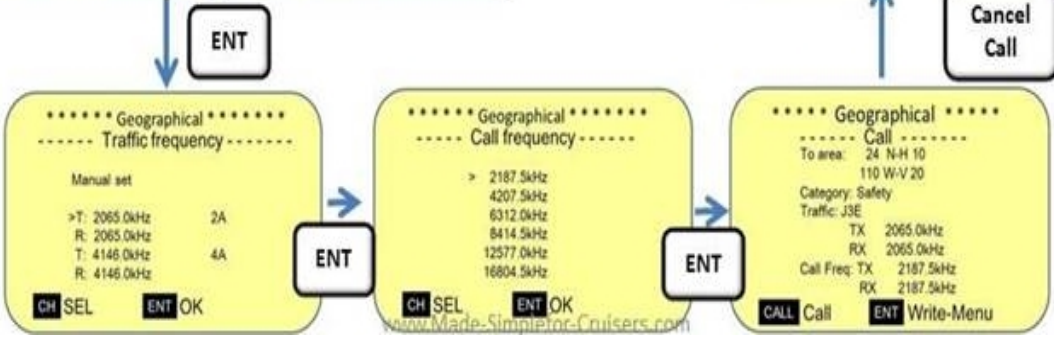 ENT
Cancel
Call
****** Geographical *******
------ Traffic frequency -------
Manual set
>T: 2065.0kHz 2A
R: 2065.0kHz
T: 4146.0kHz 4A
R: 4146.0kHz
CH SEL ENT OK
ENT
****** Geographical *******
----- Call frequency ------
> 2187.5kHz
4207.5kHz
6312.0kHz
8414.5kHz
12577.0kHz
16804.5kHz
CH SEL ENT OK
ENT
***** Geographical *****
------ Call -------
To area: 24 N-H 10
110 W-V 20
Category: Safety
Traffic: J3E
TX 2065.0kHz
RX 2065.0kHz
Call Freq: TX 2187.5kHz
RX 2187.5kHz
CALL Call ENT Write-Menu
www.Made-Simplefor-Cruisers.com